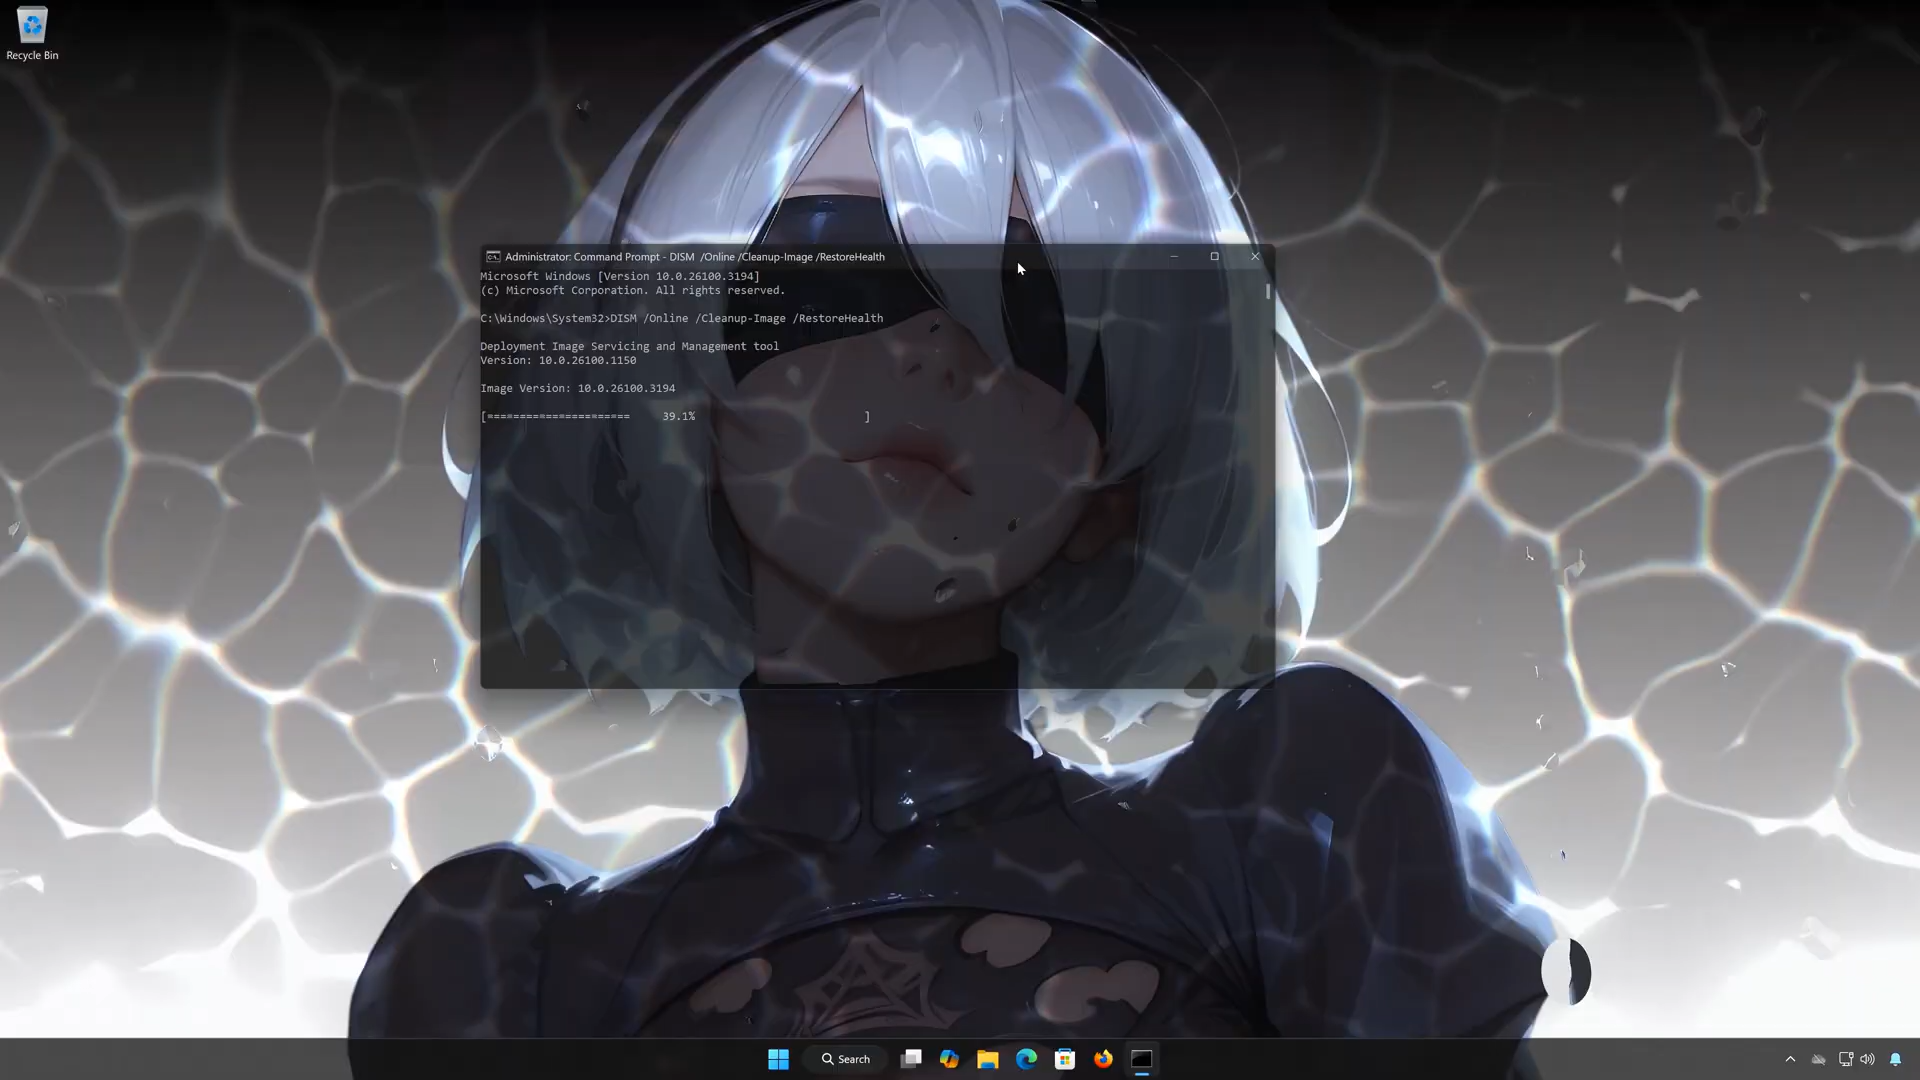 Recycle Bin
Administrator: Command Prompt - DISM  /Online /Cleanup-Image /RestoreHealth
Microsoft Windows [Version 10.0.26100.3194]
(c) Microsoft Corporation. All rights reserved.
C:\Windows\System32>DISM /Online /Cleanup-Image /RestoreHealth
Deployment Image Servicing and Management tool
Version: 10.0.26100.1150
Image Version: 10.0.26100.3194
[======================     39.1%                          ]
Search